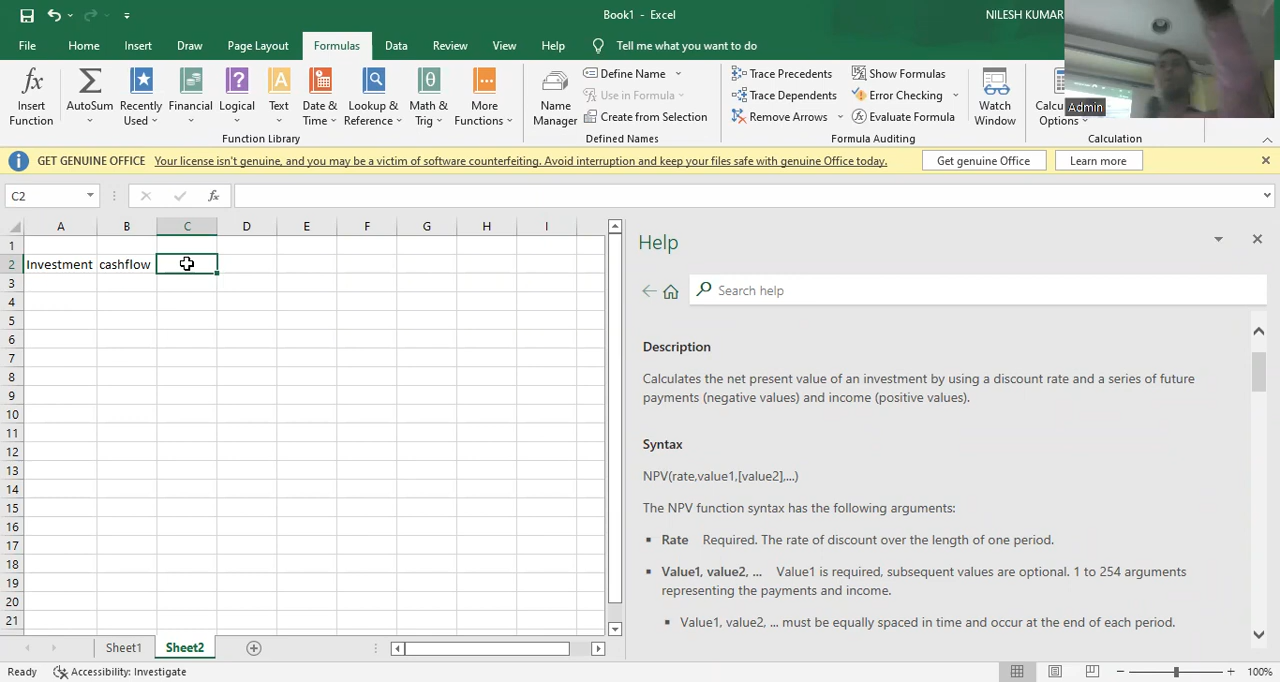 Book1 - Excel
NILESH KUMAR
File Home Insert Draw Page Layout Formulas Data Review View Help Tell me what you want to do
Insert Function
AutoSum
Recently Used
Financial
Logical
Text
Date & Time
Lookup & Reference
Math & Trig
More Functions
Function Library
Name Manager
Define Name
Use in Formula
Create from Selection
Defined Names
Trace Precedents
Trace Dependents
Remove Arrows
Show Formulas
Error Checking
Evaluate Formula
Formula Auditing
Watch Window
Options
Calculation
Admin
GET GENUINE OFFICE Your license isn't genuine, and you may be a victim of software counterfeiting. Avoid interruption and keep your files safe with genuine Office today. Get genuine Office Learn more
C2 fx
A B C D E F G H I
1
2 Investment cashflow
3
4
5
6
7
8
9
10
11
12
13
14
15
16
17
18
19
20
21
Help
Search help
Description
Calculates the net present value of an investment by using a discount rate and a series of future
payments (negative values) and income (positive values).
Syntax
NPV(rate,value1,[value2],...)
The NPV function syntax has the following arguments:
Rate Required. The rate of discount over the length of one period.
Value1, value2, ... Value1 is required, subsequent values are optional. 1 to 254 arguments
representing the payments and income.
Value1, value2, ... must be equally spaced in time and occur at the end of each period.
Sheet1 Sheet2
Ready Accessibility: Investigate 100%